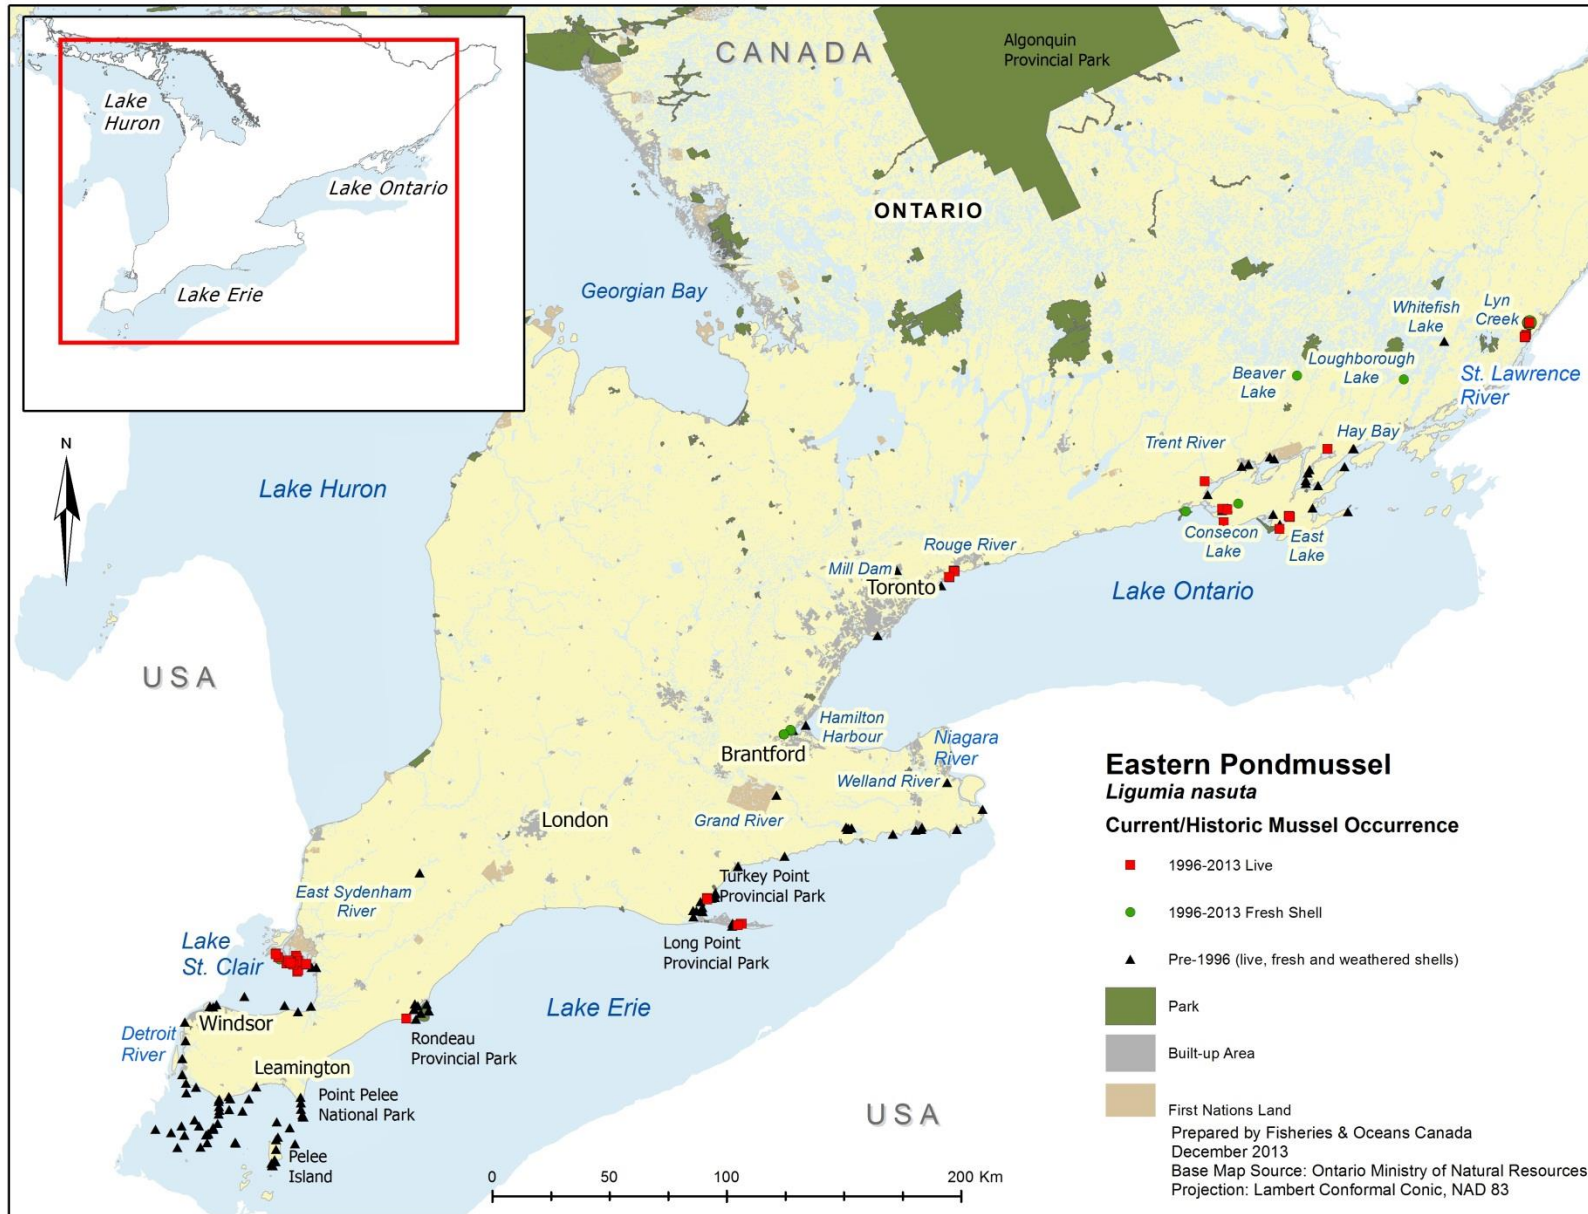 Lake
Huron
Lake Ontario
Lake Erie
CANADA
Algonquin
Provincial Park
ONTARIO
Georgian Bay
Whitefish
Lake
Lyn
Creek
Beaver
Lake
Loughborough
Lake
St. Lawrence
River
Trent River
Hay Bay
N
Lake Huron
Consecon
Lake
East
Lake
Rouge River
Mill Dam
Toronto
Lake Ontario
USA
Hamilton
Harbour
Brantford
Niagara
River
Welland River
Grand River
London
East Sydenham
River
Turkey Point
Provincial Park
Lake
St. Clair
Long Point
Provincial Park
Lake Erie
Windsor
Detroit
River
Rondeau
Provincial Park
Leamington
Point Pelee
National Park
USA
Pelee
Island
0 50 100 200 Km
Eastern Pondmussel
Ligumia nasuta
Current/Historic Mussel Occurrence
1996-2013 Live
1996-2013 Fresh Shell
Pre-1996 (live, fresh and weathered shells)
Park
Built-up Area
First Nations Land
Prepared by Fisheries & Oceans Canada
December 2013
Base Map Source: Ontario Ministry of Natural Resources
Projection: Lambert Conformal Conic, NAD 83